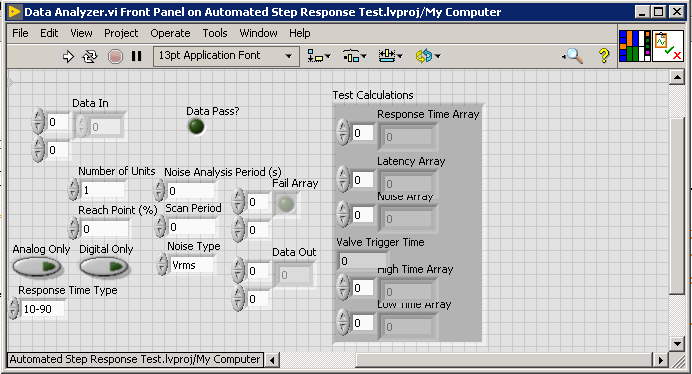 Data Analyzer.vi Front Panel on Automated Step Response Test.lvproj/My Computer
File Edit View Project Operate Tools Window Help
13pt Application Font
Test Calculations
Data In
0
0
0
Data Pass?
Response Time Array
0
0
Latency Array
0
0
Noise Array
0
0
Number of Units
1
Noise Analysis Period (s)
0
Fail Array
0
0
Reach Point (%)
0
Scan Period
0
Valve Trigger Time
0
Analog Only
Digital Only
Noise Type
Vrms
Data Out
0
0
0
High Time Array
0
0
Response Time Type
10-90
Low Time Array
0
0
Automated Step Response Test.lvproj/My Computer